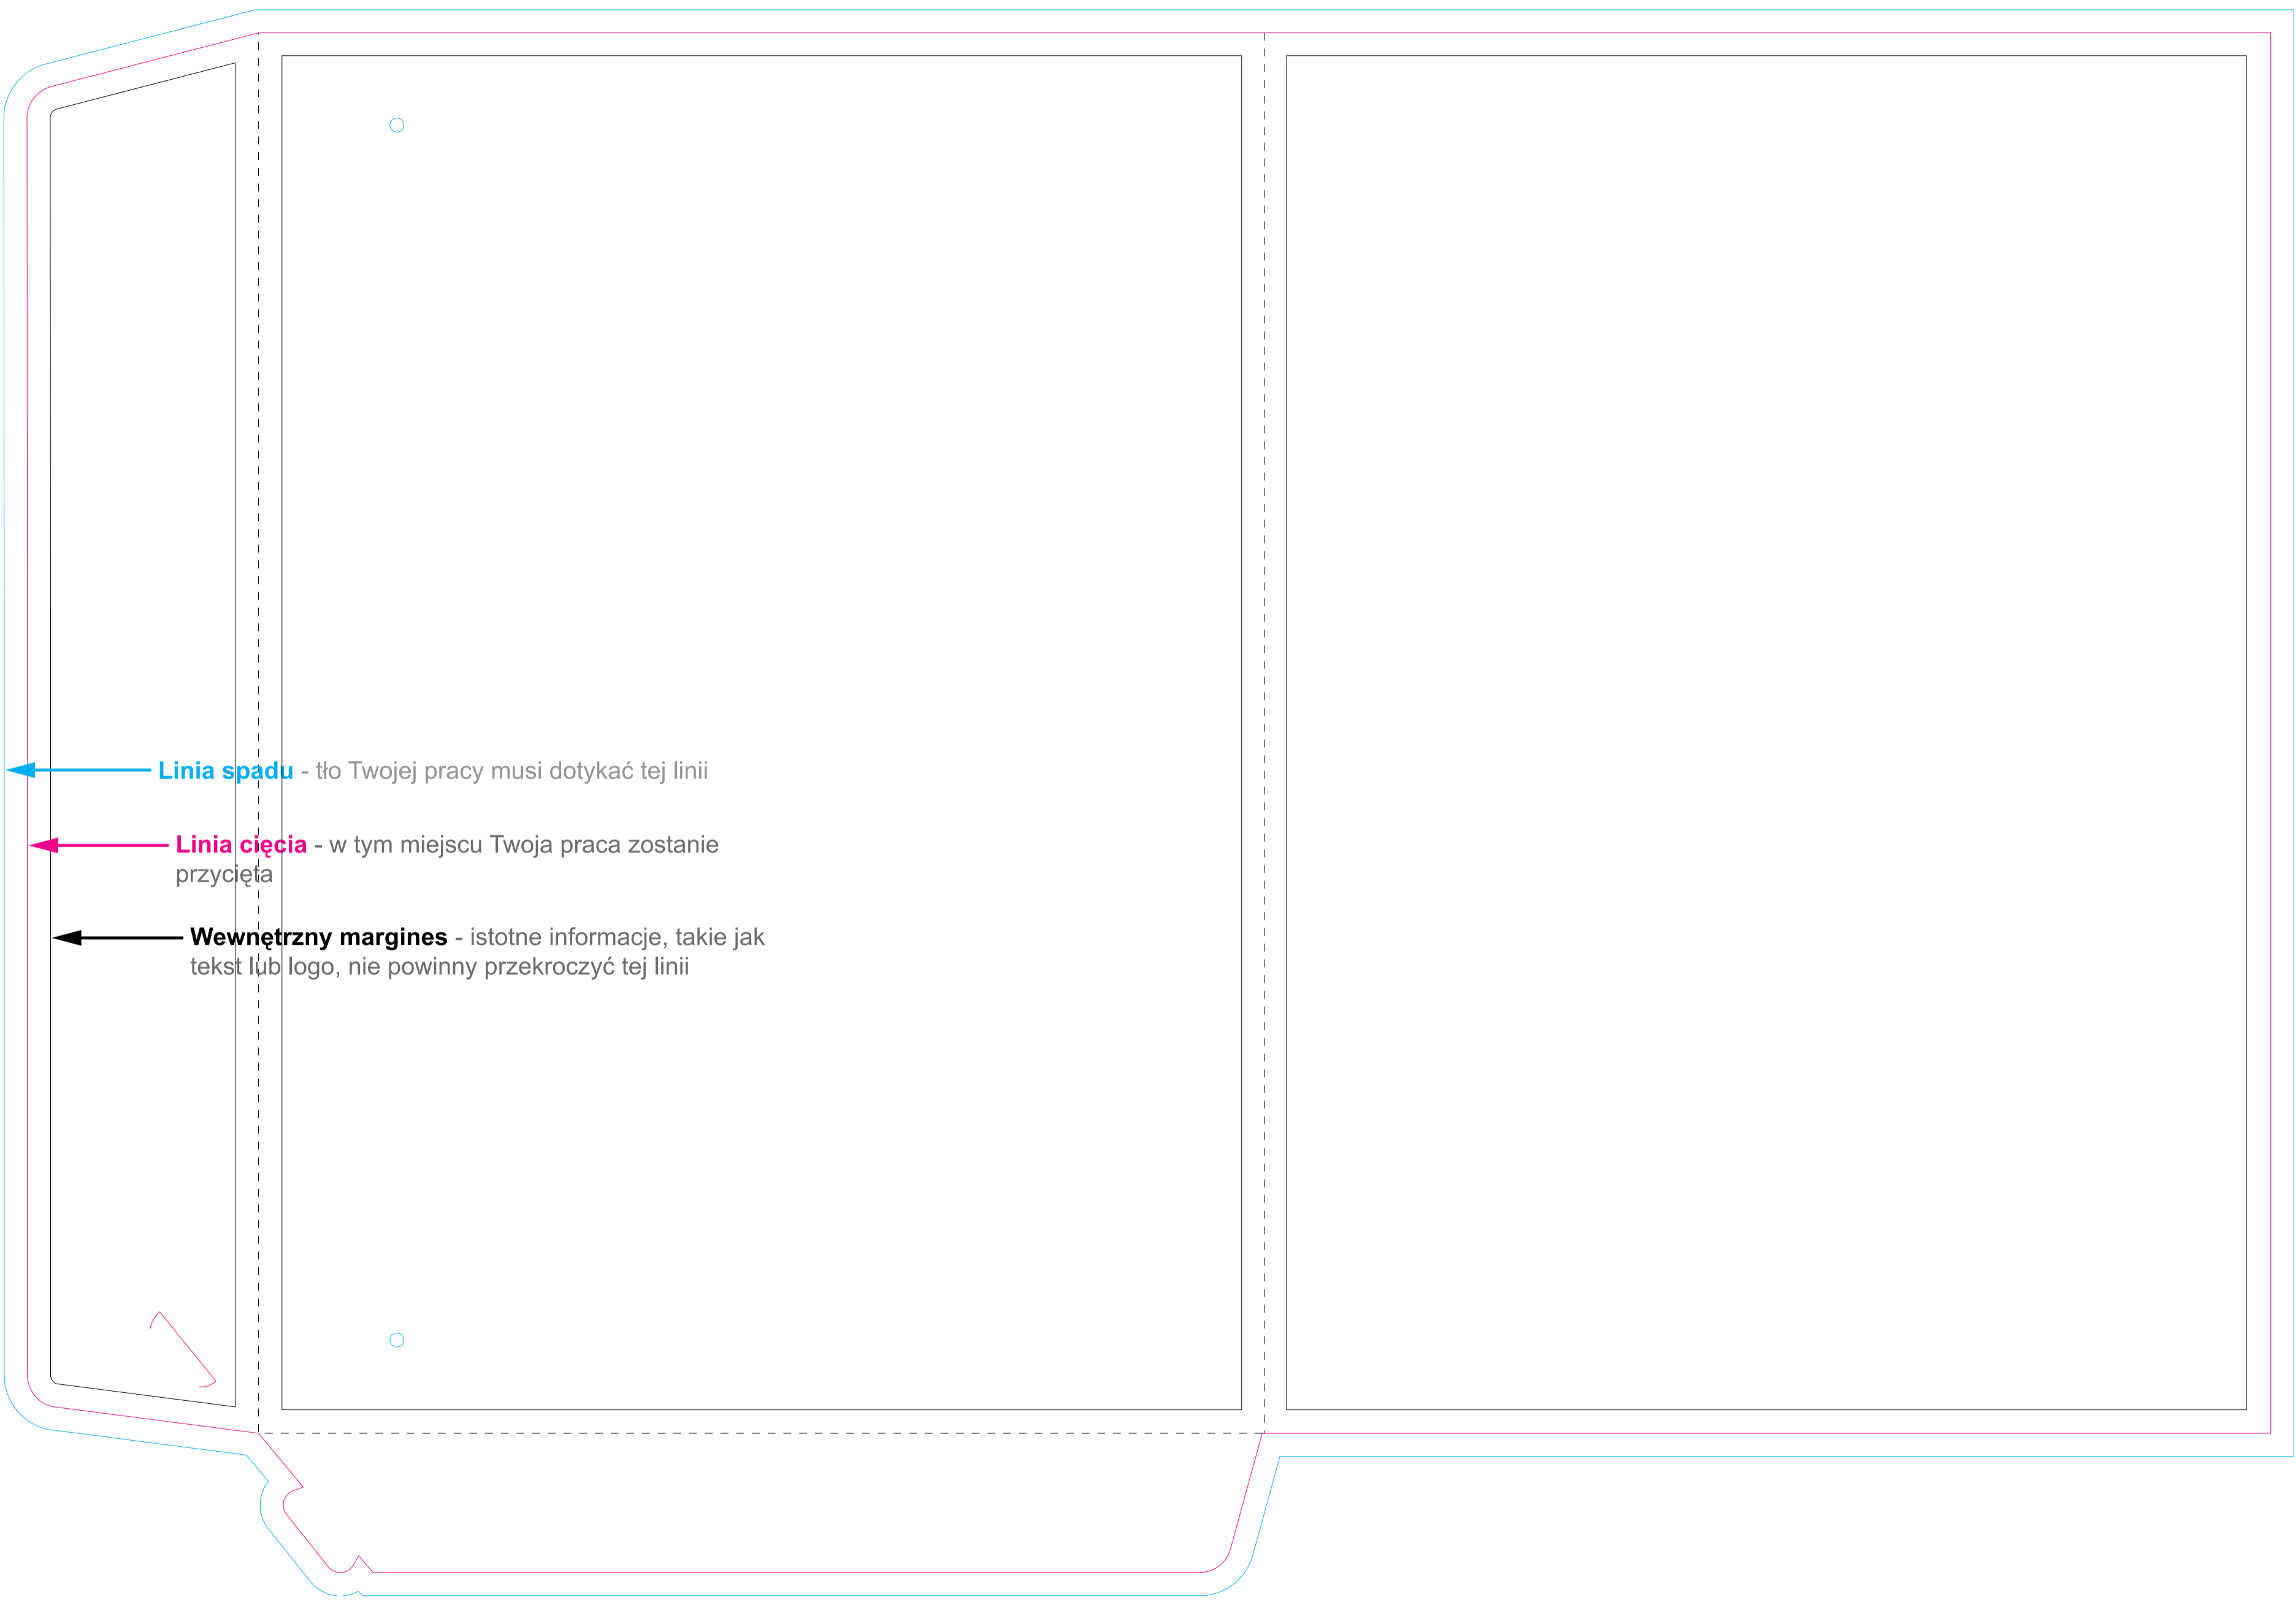 Linia spadu - tło Twojej pracy musi dotykać tej linii
Linia cięcia - w tym miejscu Twoja praca zostanie
przycięta
Wewnętrzny margines - istotne informacje, takie jak
tekst lub logo, nie powinny przekroczyć tej linii